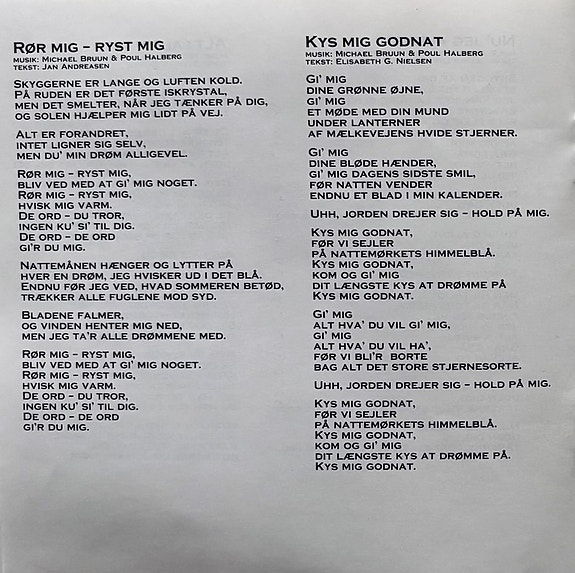 RØR MIG – RYST MIG
MUSIK: MICHAEL BRUUN & POUL HALBERG
TEKST: JAN ANDREASEN
SKYGGERNE ER LANGE OG LUFTEN KOLD.
PÅ RUDEN ER DET FØRSTE ISKRYSTAL,
MEN DET SMELTER, NÅR JEG TÆNKER PÅ DIG,
OG SOLEN HJÆLPER MIG LIDT PÅ VEJ.
ALT ER FORANDRET,
INTET LIGNER SIG SELV,
MEN DU' MIN DRØM ALLIGEVEL.
RØR MIG – RYST MIG,
BLIV VED MED AT GI' MIG NOGET.
RØR MIG – RYST MIG,
HVISK MIG VARM.
DE ORD – DU TROR,
INGEN KU' SI' TIL DIG.
DE ORD – DE ORD
GI'R DU MIG.
NATTEMÅNEN HÆNGER OG LYTTER PÅ
HVER EN DRØM, JEG HVISKER UD I DET BLÅ.
ENDNU FØR JEG VED, HVAD SOMMEREN BETØD,
TRÆKKER ALLE FUGLENE MOD SYD.
BLADENE FALMER,
OG VINDEN HENTER MIG NED,
MEN JEG TA'R ALLE DRØMMENE MED.
RØR MIG – RYST MIG,
BLIV VED MED AT GI' MIG NOGET.
RØR MIG – RYST MIG,
HVISK MIG VARM.
DE ORD – DU TROR,
INGEN KU' SI' TIL DIG.
DE ORD – DE ORD
GI'R DU MIG.
KYS MIG GODNAT
MUSIK: MICHAEL BRUUN & POUL HALBERG
TEKST: ELISABETH G. NIELSEN
GI' MIG
DINE GRØNNE ØJNE,
GI' MIG
ET MØDE MED DIN MUND
UNDER LANTERNER
AF MÆLKEVEJENS HVIDE STJERNER.
GI' MIG
DINE BLØDE HÆNDER,
GI' MIG DAGENS SIDSTE SMIL,
FØR NATTEN VENDER
ENDNU ET BLAD I MIN KALENDER.
UHH, JORDEN DREJER SIG – HOLD PÅ MIG.
KYS MIG GODNAT,
FØR VI SEJLER
PÅ NATTEMØRKETS HIMMELBLÅ.
KYS MIG GODNAT,
KOM OG GI' MIG
DIT LÆNGSTE KYS AT DRØMME PÅ
KYS MIG GODNAT.
GI' MIG
ALT HVA' DU VIL GI' MIG,
GI' MIG
ALT HVA' DU VIL HA',
FØR VI BLI'R BORTE
BAG ALT DET STORE STJERNESORTE.
UHH, JORDEN DREJER SIG – HOLD PÅ MIG.
KYS MIG GODNAT,
FØR VI SEJLER
PÅ NATTEMØRKETS HIMMELBLÅ.
KYS MIG GODNAT,
KOM OG GI' MIG
DIT LÆNGSTE KYS AT DRØMME PÅ.
KYS MIG GODNAT.